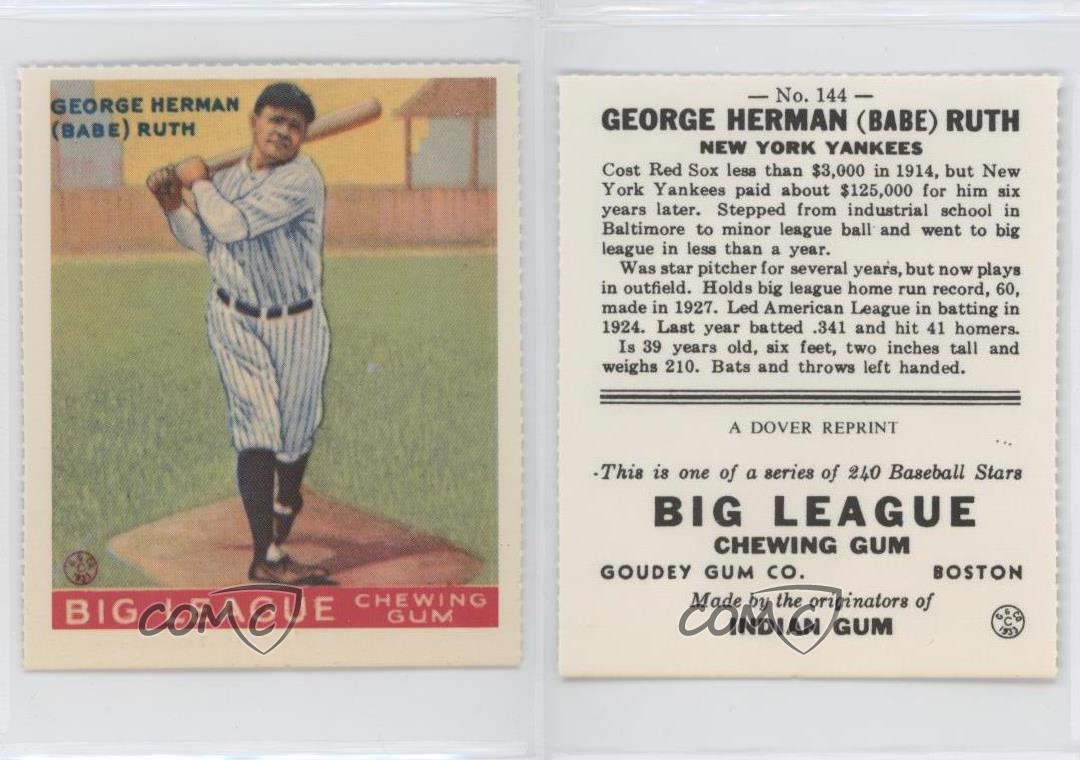 GEORGE HERMAN
(BABE) RUTH
BIG LEAGUE CHEWING GUM
COMC
— No. 144 —
GEORGE HERMAN (BABE) RUTH
NEW YORK YANKEES
Cost Red Sox less than $3,000 in 1914, but New
York Yankees paid about $125,000 for him six
years later. Stepped from industrial school in
Baltimore to minor league ball and went to big
league in less than a year.
Was star pitcher for several years, but now plays
in outfield. Holds big league home run record, 60,
made in 1927. Led American League in batting in
1924. Last year batted .341 and hit 41 homers.
Is 39 years old, six feet, two inches tall and
weighs 210. Bats and throws left handed.
A DOVER REPRINT
This is one of a series of 240 Baseball Stars
BIG LEAGUE
CHEWING GUM
GOUDEY GUM CO. BOSTON
Made by the originators of
INDIAN GUM
G. G. CO. C 1933
COMC